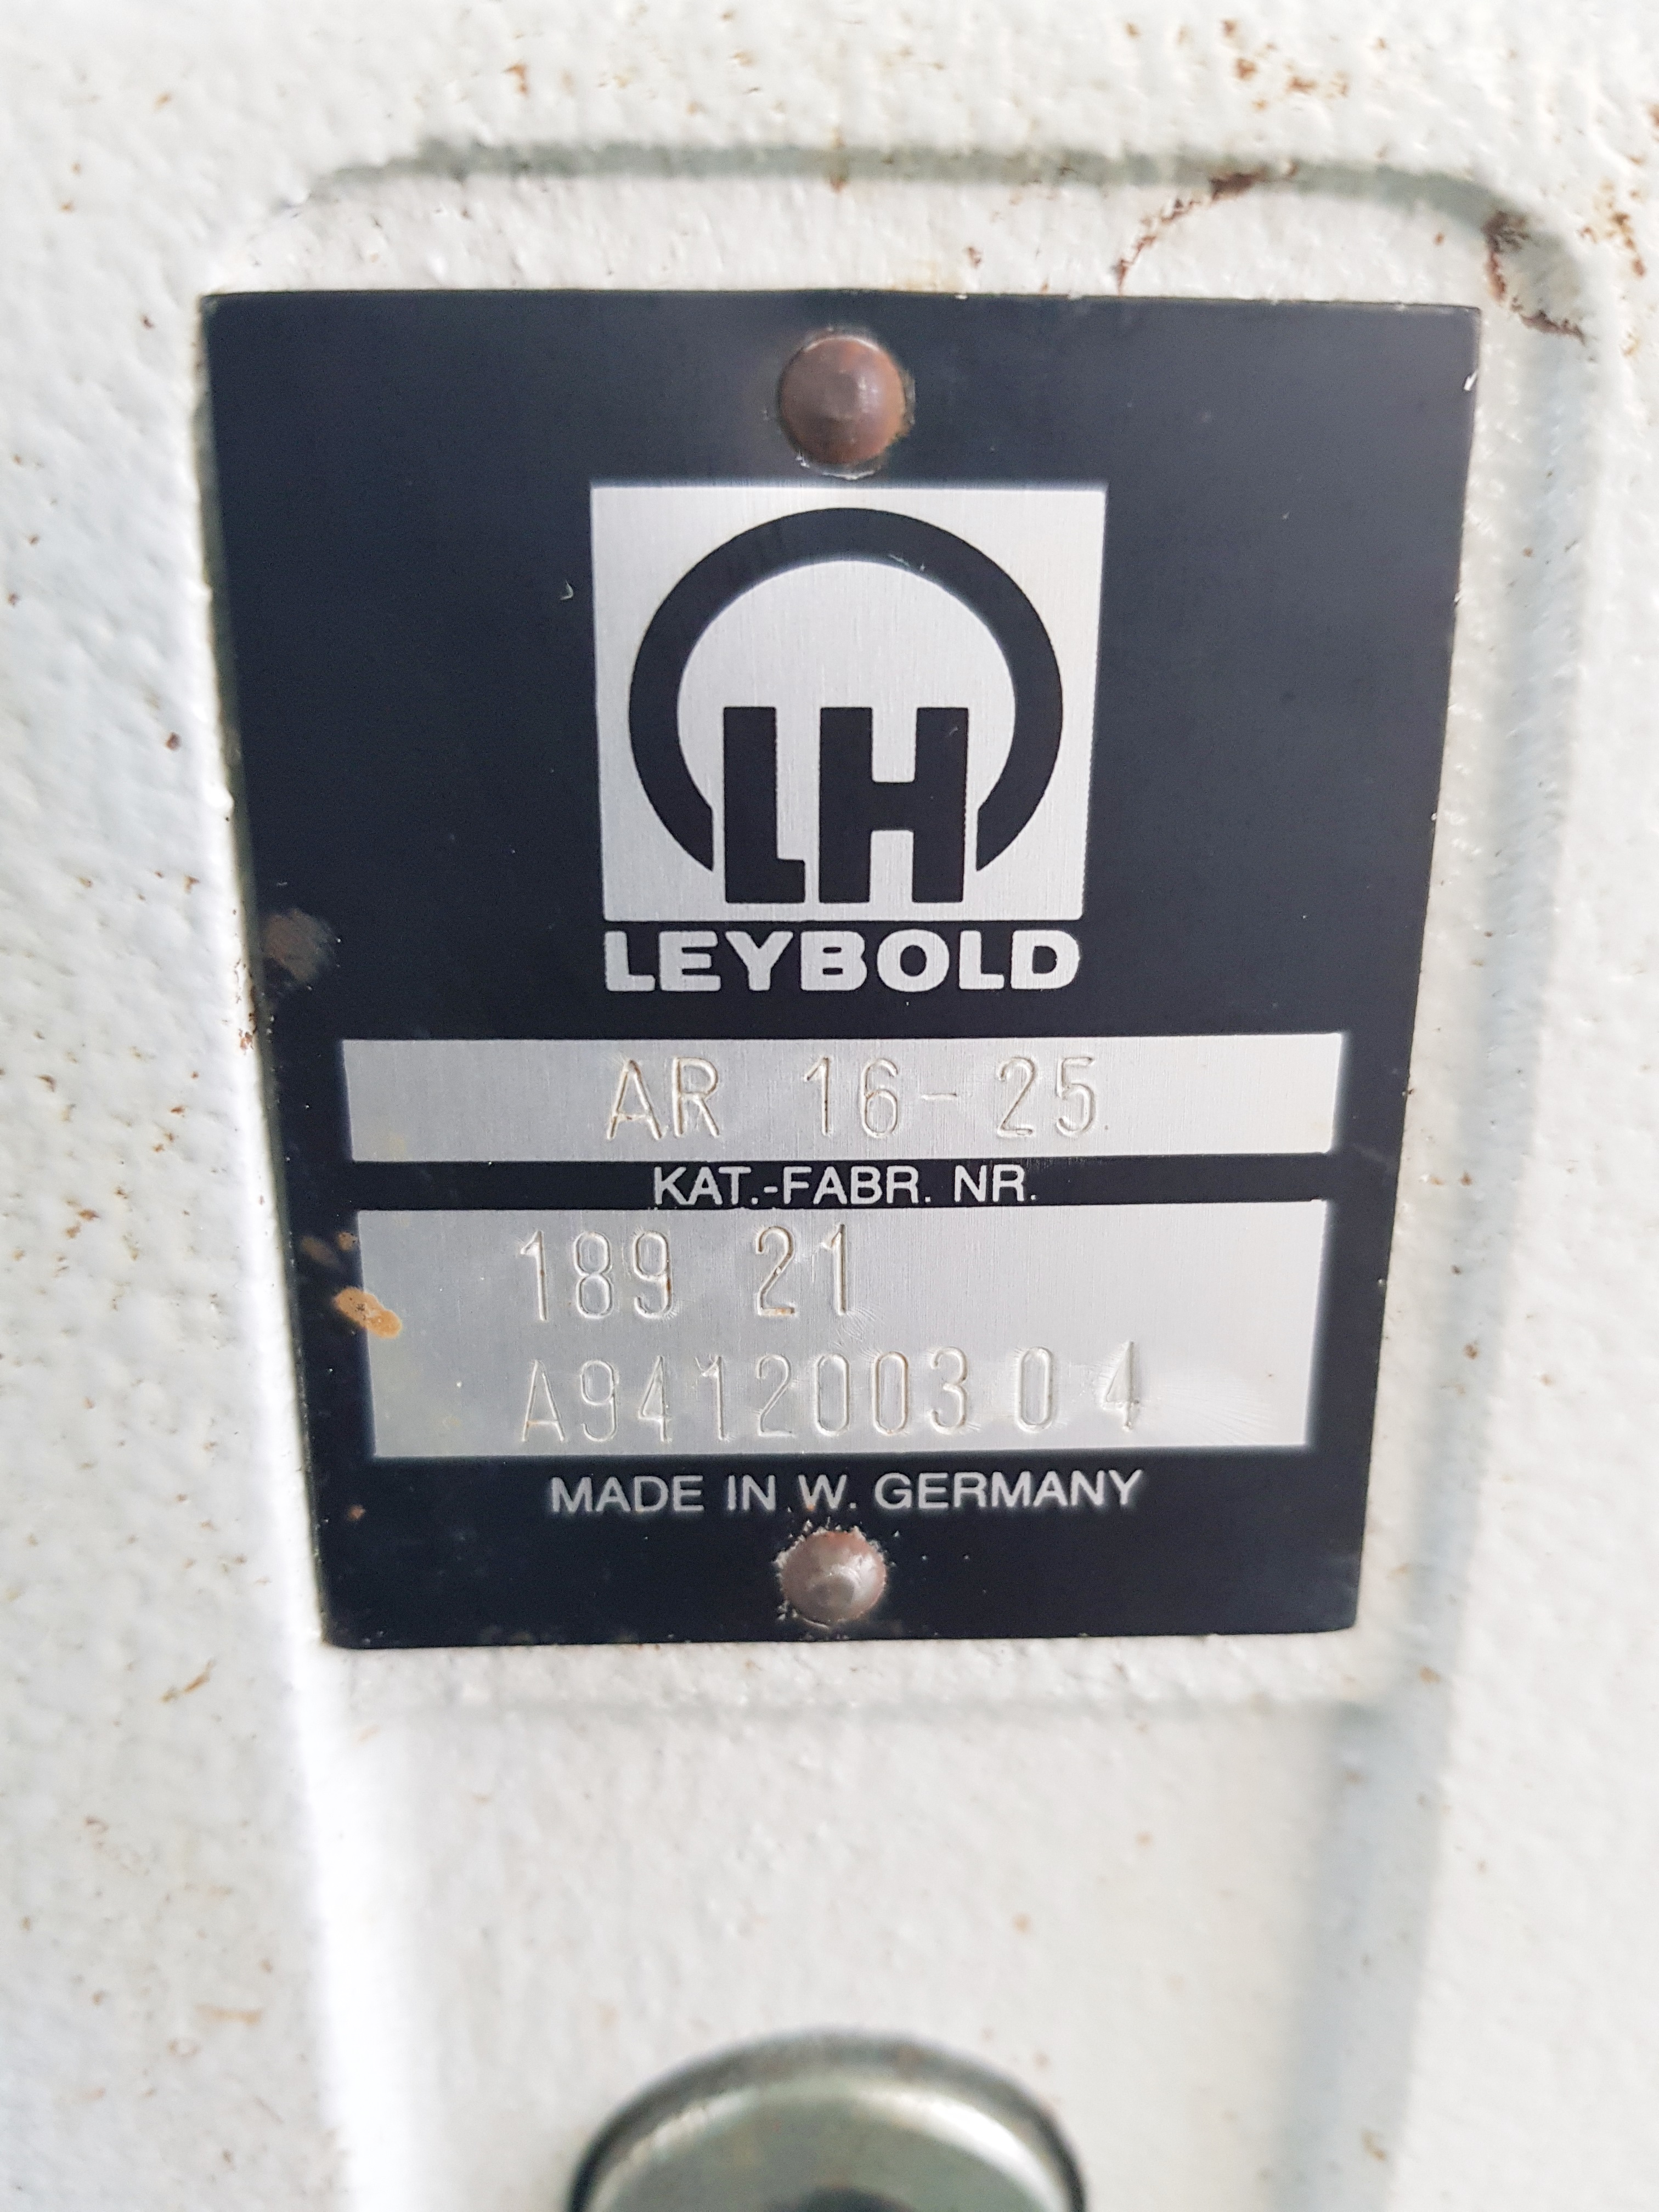 LH
LEYBOLD
AR 16-25
KAT.-FABR. NR.
189 21
A9412003 0 4
MADE IN W. GERMANY